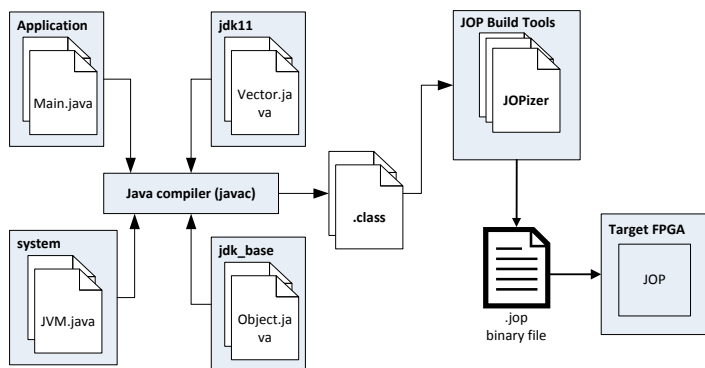 Application
Main.java
jdk11
Vector.ja
va
JOP Build Tools
JOPizer
Java compiler (javac)
.class
system
JVM.java
jdk_base
Object.ja
va
.jop
binary file
Target FPGA
JOP